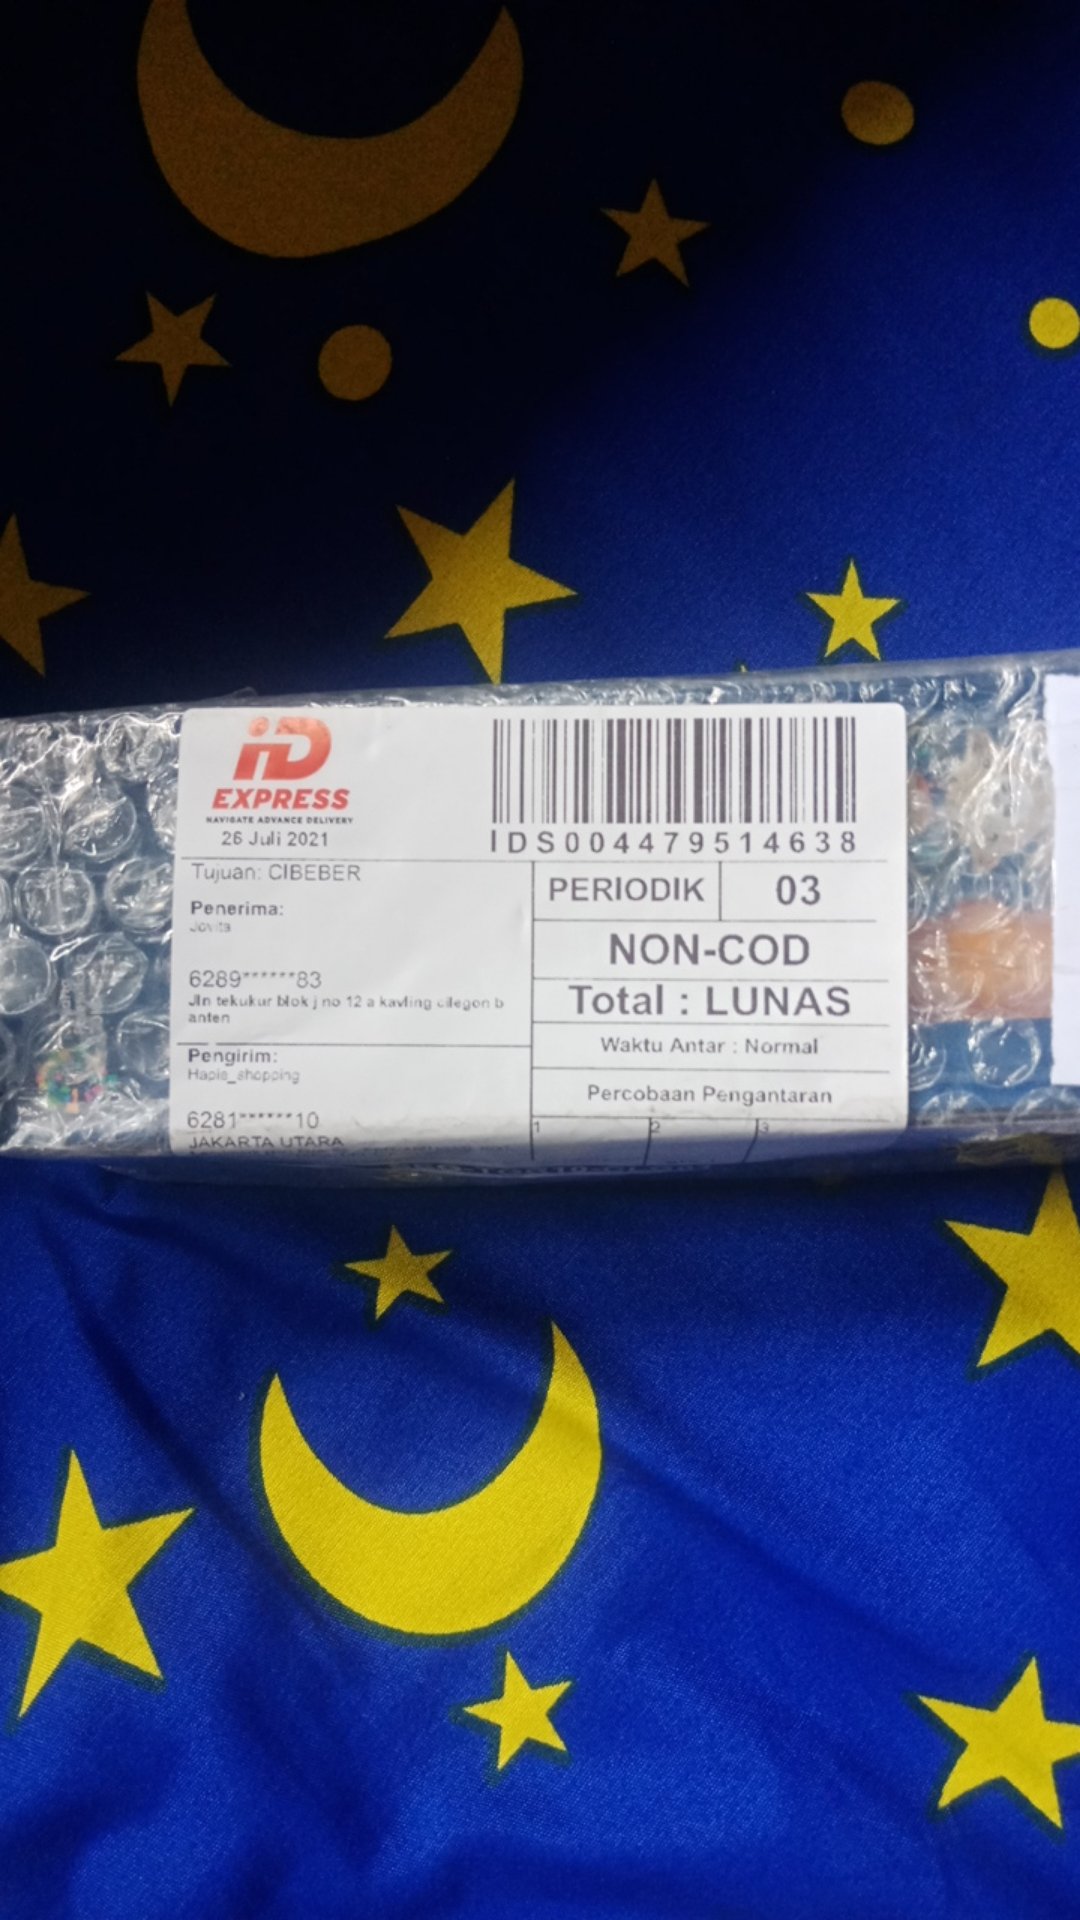 iD
EXPRESS
NAVIGATE ADVANCE DELIVERY
26 Juli 2021
IDS004479514638
Tujuan: CIBEBER
Penerima:
Jovita
6289******83
Jln tekukur blok j no 12 a kavling cilegon b
anten
PERIODIK 03
NON-COD
Total : LUNAS
Waktu Antar : Normal
Percobaan Pengantaran
1 2 3
Pengirim:
Hapie_shopping
6281******10
JAKARTA UTARA